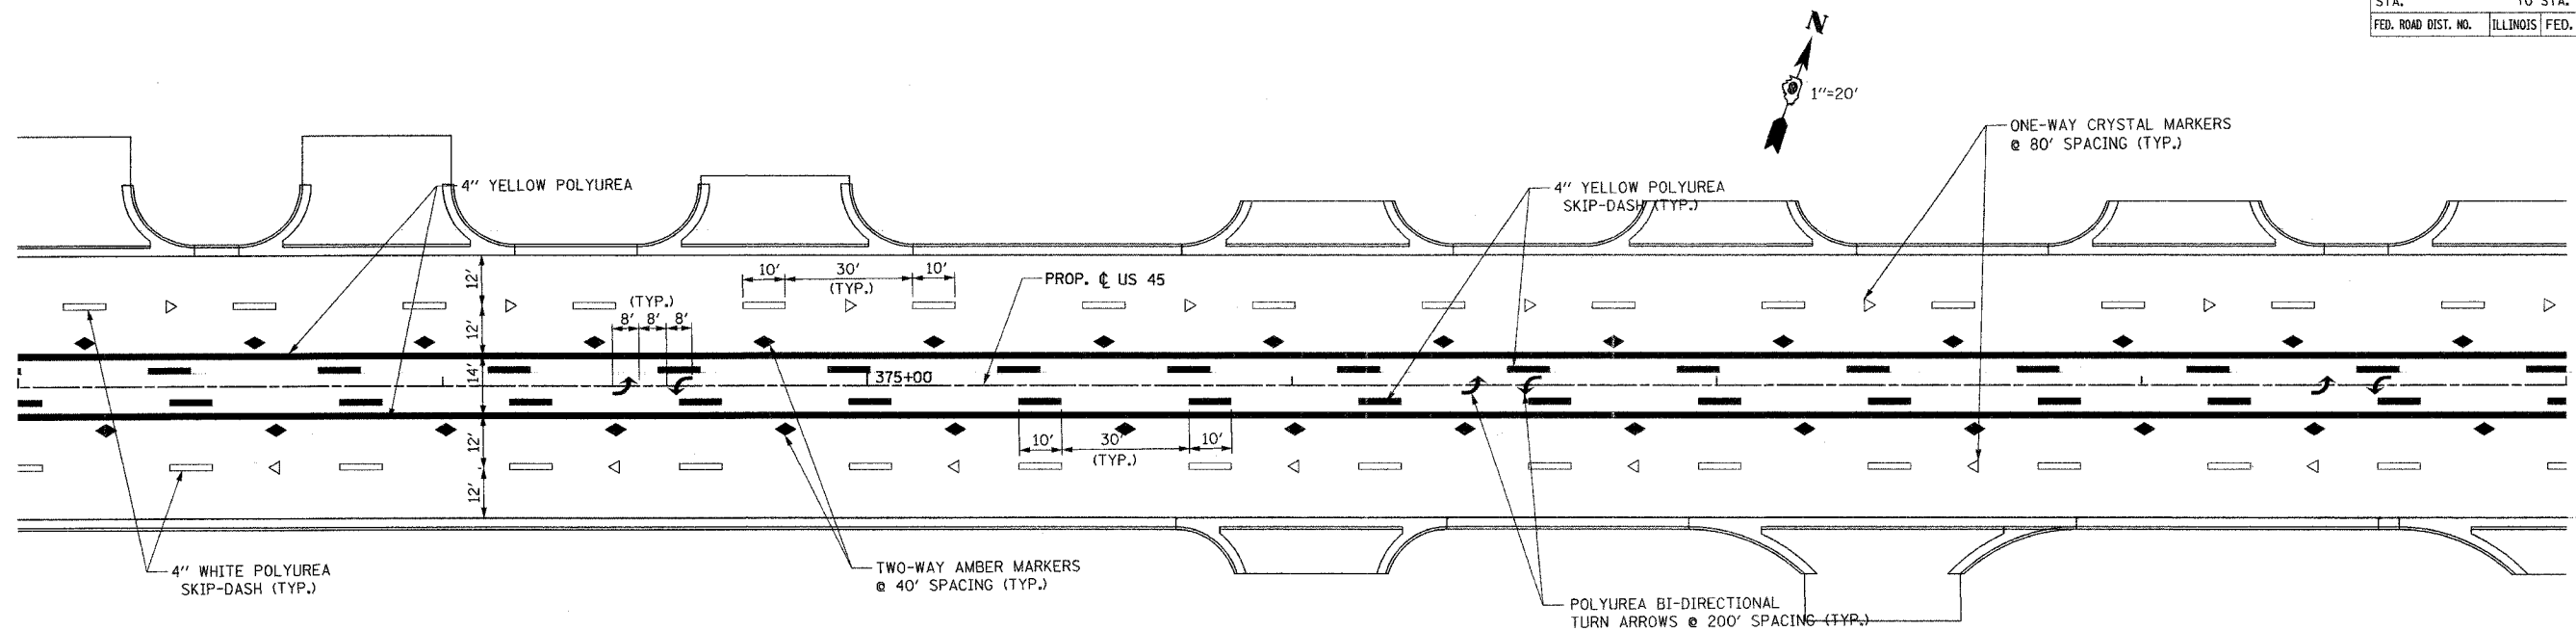 STA. TO STA.
FED. ROAD DIST. NO. ILLINOIS FED.
N
1"=20'
ONE-WAY CRYSTAL MARKERS
@ 80' SPACING (TYP.)
4" YELLOW POLYUREA
4" YELLOW POLYUREA
SKIP-DASH (TYP.)
12'
10' 30' 10'
(TYP.)
PROP. ℄ US 45
(TYP.)
8' 8' 8'
12'
14'
375+00
12'
10' 30' 10'
(TYP.)
12'
4" WHITE POLYUREA
SKIP-DASH (TYP.)
TWO-WAY AMBER MARKERS
@ 40' SPACING (TYP.)
POLYUREA BI-DIRECTIONAL
TURN ARROWS @ 200' SPACING (TYP.)